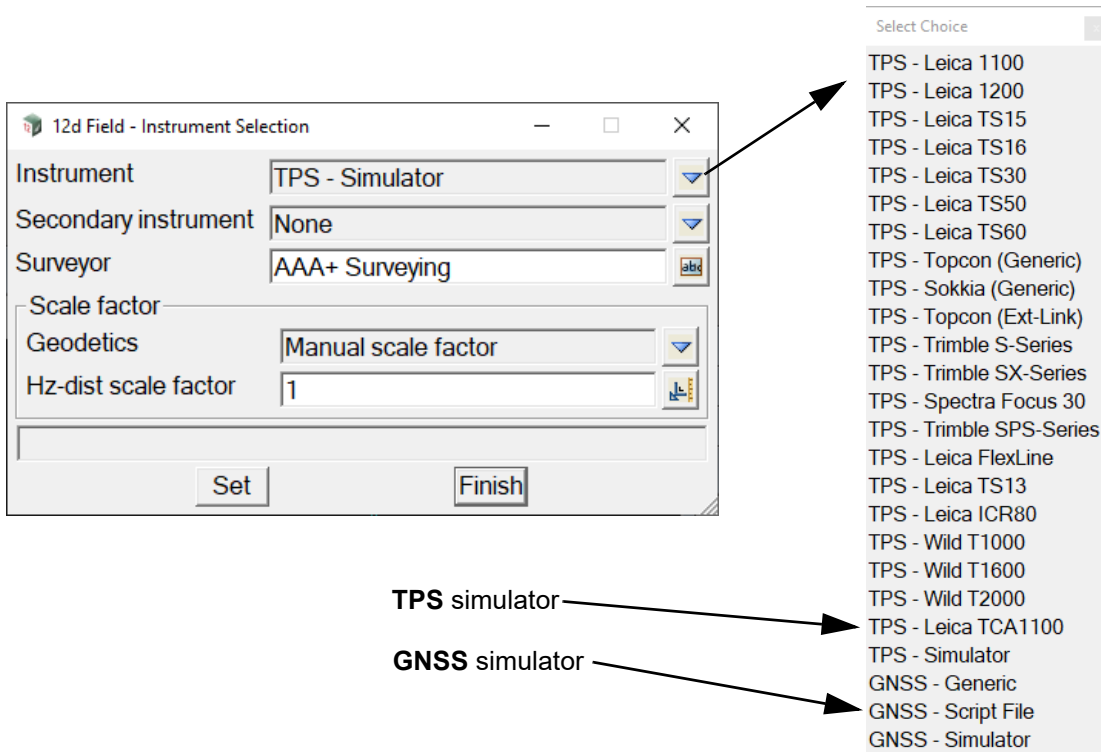 12d Field - Instrument Selection
Instrument
TPS - Simulator
Secondary instrument
None
Surveyor
AAA+ Surveying
abc
Scale factor
Geodetics
Manual scale factor
Hz-dist scale factor
1
Set
Finish
TPS simulator
GNSS simulator
Select Choice
TPS - Leica 1100
TPS - Leica 1200
TPS - Leica TS15
TPS - Leica TS16
TPS - Leica TS30
TPS - Leica TS50
TPS - Leica TS60
TPS - Topcon (Generic)
TPS - Sokkia (Generic)
TPS - Topcon (Ext-Link)
TPS - Trimble S-Series
TPS - Trimble SX-Series
TPS - Spectra Focus 30
TPS - Trimble SPS-Series
TPS - Leica FlexLine
TPS - Leica TS13
TPS - Leica ICR80
TPS - Wild T1000
TPS - Wild T1600
TPS - Wild T2000
TPS - Leica TCA1100
TPS - Simulator
GNSS - Generic
GNSS - Script File
GNSS - Simulator